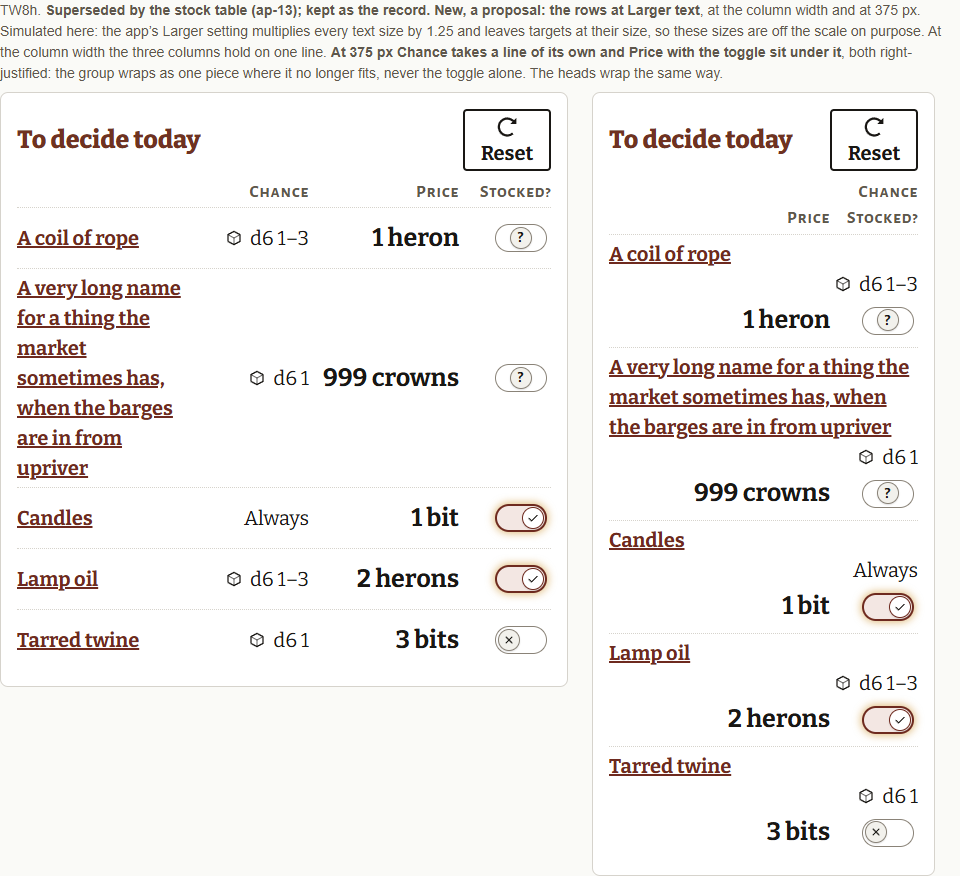 TW8h. Superseded by the stock table (ap-13); kept as the record. New, a proposal: the rows at Larger text, at the column width and at 375 px.
Simulated here: the app's Larger setting multiplies every text size by 1.25 and leaves targets at their size, so these sizes are off the scale on purpose. At
the column width the three columns hold on one line. At 375 px Chance takes a line of its own and Price with the toggle sit under it, both right-
justified: the group wraps as one piece where it no longer fits, never the toggle alone. The heads wrap the same way.
To decide today
Reset
CHANCE PRICE STOCKED?
A coil of rope d6 1–3 1 heron ?
A very long name
for a thing the
market
sometimes has, d6 1 999 crowns ?
when the barges
are in from
upriver
Candles Always 1 bit
Lamp oil d6 1–3 2 herons
Tarred twine d6 1 3 bits
To decide today
Reset
CHANCE
PRICE STOCKED?
A coil of rope
d6 1–3
1 heron ?
A very long name for a thing the
market sometimes has, when
the barges are in from upriver
d6 1
999 crowns ?
Candles
Always
1 bit
Lamp oil
d6 1–3
2 herons
Tarred twine
d6 1
3 bits